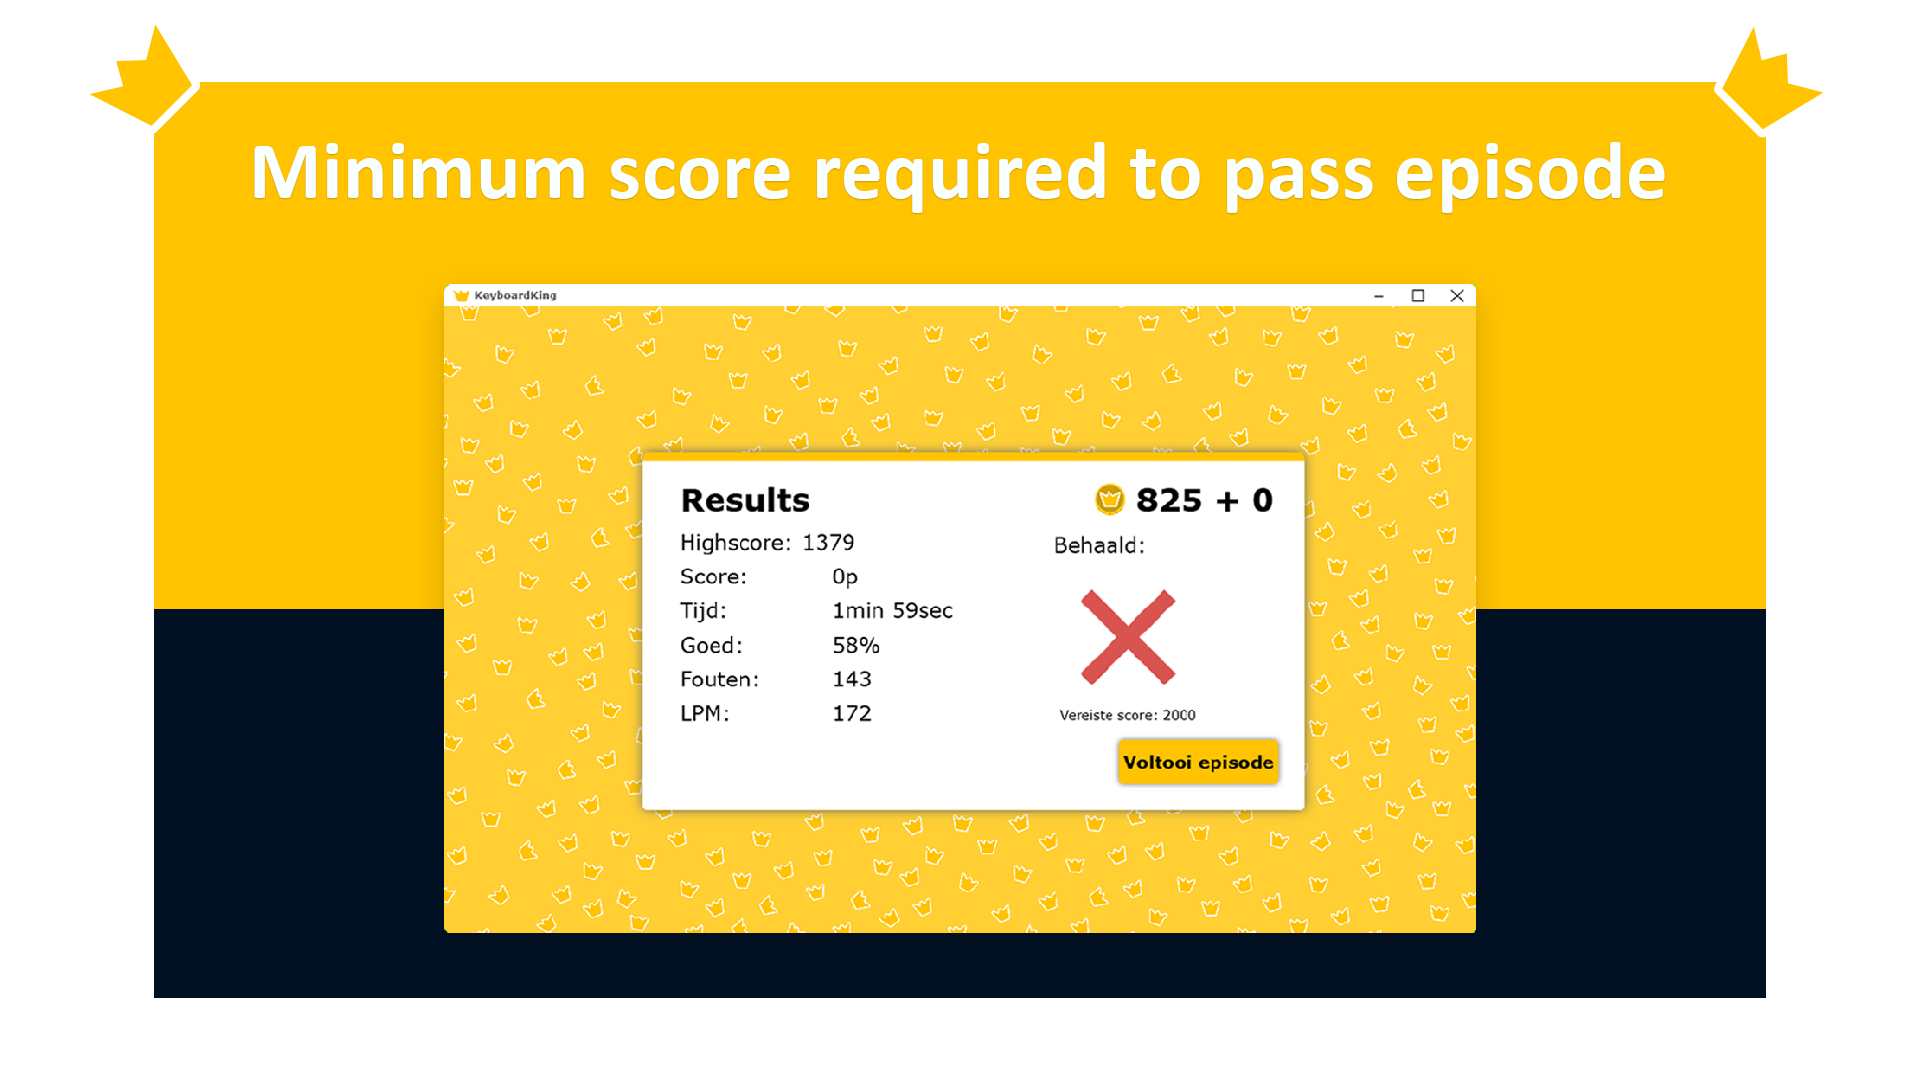 Minimum score required to pass episode
KeyboardKing
Results
825 + 0
Highscore: 1379
Behaald:
Score: 0p
Tijd: 1min 59sec
Goed: 58%
Fouten: 143
LPM: 172
Vereiste score: 2000
Voltooi episode